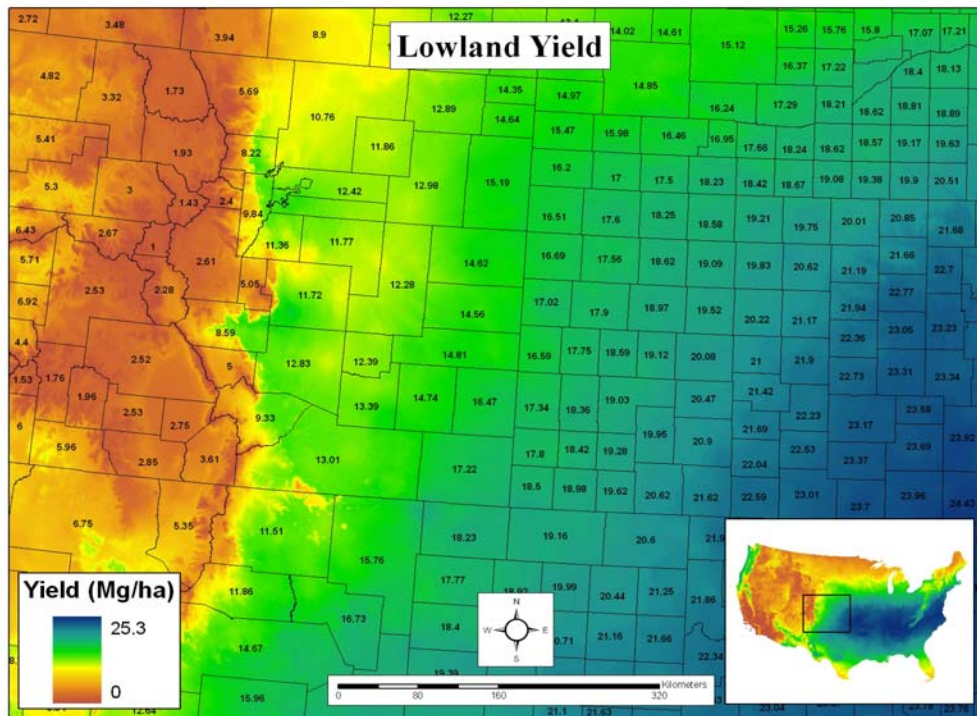 2.72 3.48 3.94 8.9 12.27 14.02 14.61 15.12 15.26 15.76 15.8 17.07 17.21
Lowland Yield
4.82 3.32 1.73 5.69 10.76 12.89 14.35 14.97 14.85 16.24 17.29 16.37 17.22 18.21 18.62 18.4 18.13 18.81 18.89
14.64
5.41 1.93 8.22 11.86 15.47 15.98 16.46 16.95 17.66 18.24 18.62 18.57 19.17 19.63
5.3 3 1.43 2.4 12.42 12.98 15.19 16.2 17 17.5 18.23 18.42 18.67 19.08 19.38 19.9 20.51
9.84
6.43 2.67 11.36 11.77 16.51 17.6 18.25 18.58 19.21 19.75 20.01 20.85 21.68
5.71 1 2.61 14.62 16.69 17.56 18.62 19.09 19.83 20.62 21.19 21.66 22.7
6.92 2.53 2.28 5.05 11.72 12.28 22.77
17.02 17.9 18.97 19.52 20.22 21.17 21.94
4.4 8.59 14.56 22.36 23.05 23.23
1.53 1.76 2.52 5 12.83 12.39 14.81 16.59 17.75 18.59 19.12 20.08 21 21.9 22.73 23.31 23.34
1.96 21.42
6 2.53 2.75 9.33 13.39 14.74 16.47 17.34 18.36 19.03 20.47 22.23 23.58
5.96 2.85 3.61 13.01 19.95 20.9 21.69 23.17 23.92
17.22 17.8 18.42 19.28 22.04 22.53 23.37 23.69
18.5 18.98 19.62 20.62 21.62 22.59 23.01 23.7 23.96 24.43
6.75 5.35 11.51 15.76 18.23 19.16 20.6
Yield (Mg/ha)
25.3
0
11.86 17.77 19.99 20.44 21.25 21.86
16.73 18.4 21.16 21.66
14.67 22.34
N
W E
S
15.96
Kilometers
0 80 160 320
12.64 21.1 21.63 23.04 23.76